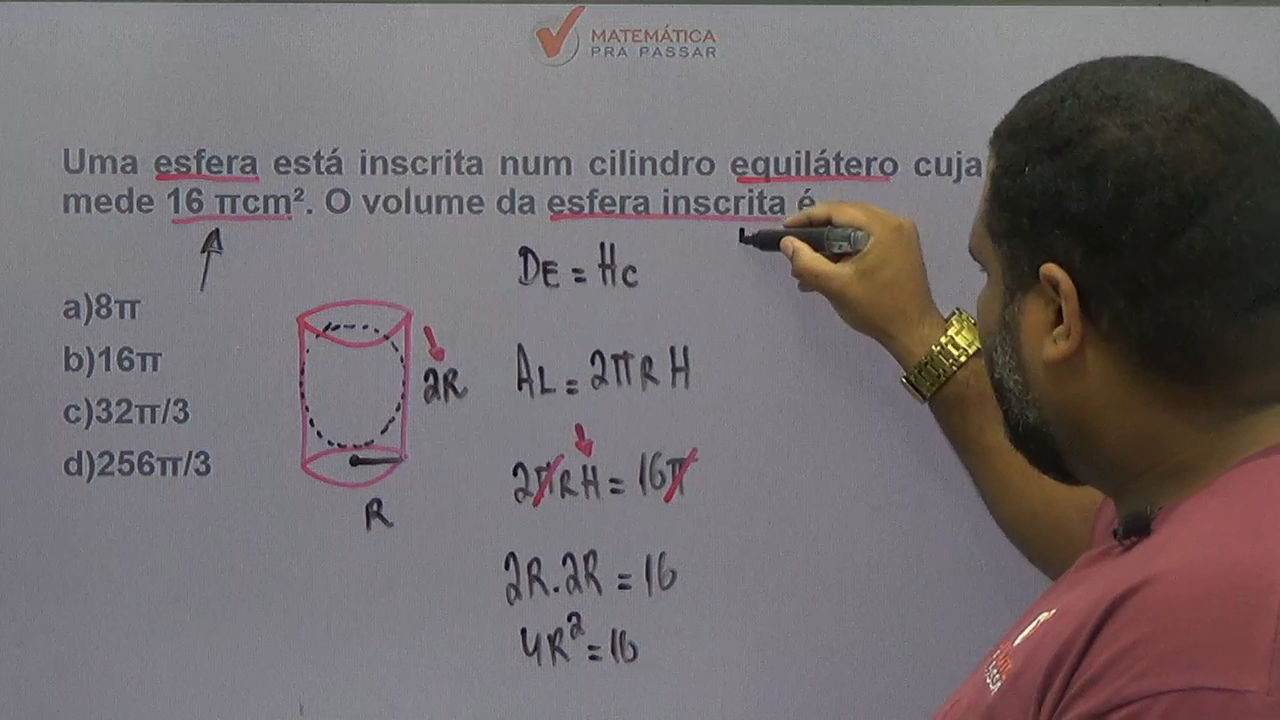 MATEMÁTICA
PRA PASSAR
Uma esfera está inscrita num cilindro equilátero cuja
mede 16 πcm². O volume da esfera inscrita é
a)8π
b)16π
c)32π/3
d)256π/3
2R
R
DE = HC
AL = 2πRH
2πRH = 16π
2R.2R = 16
4R² = 16